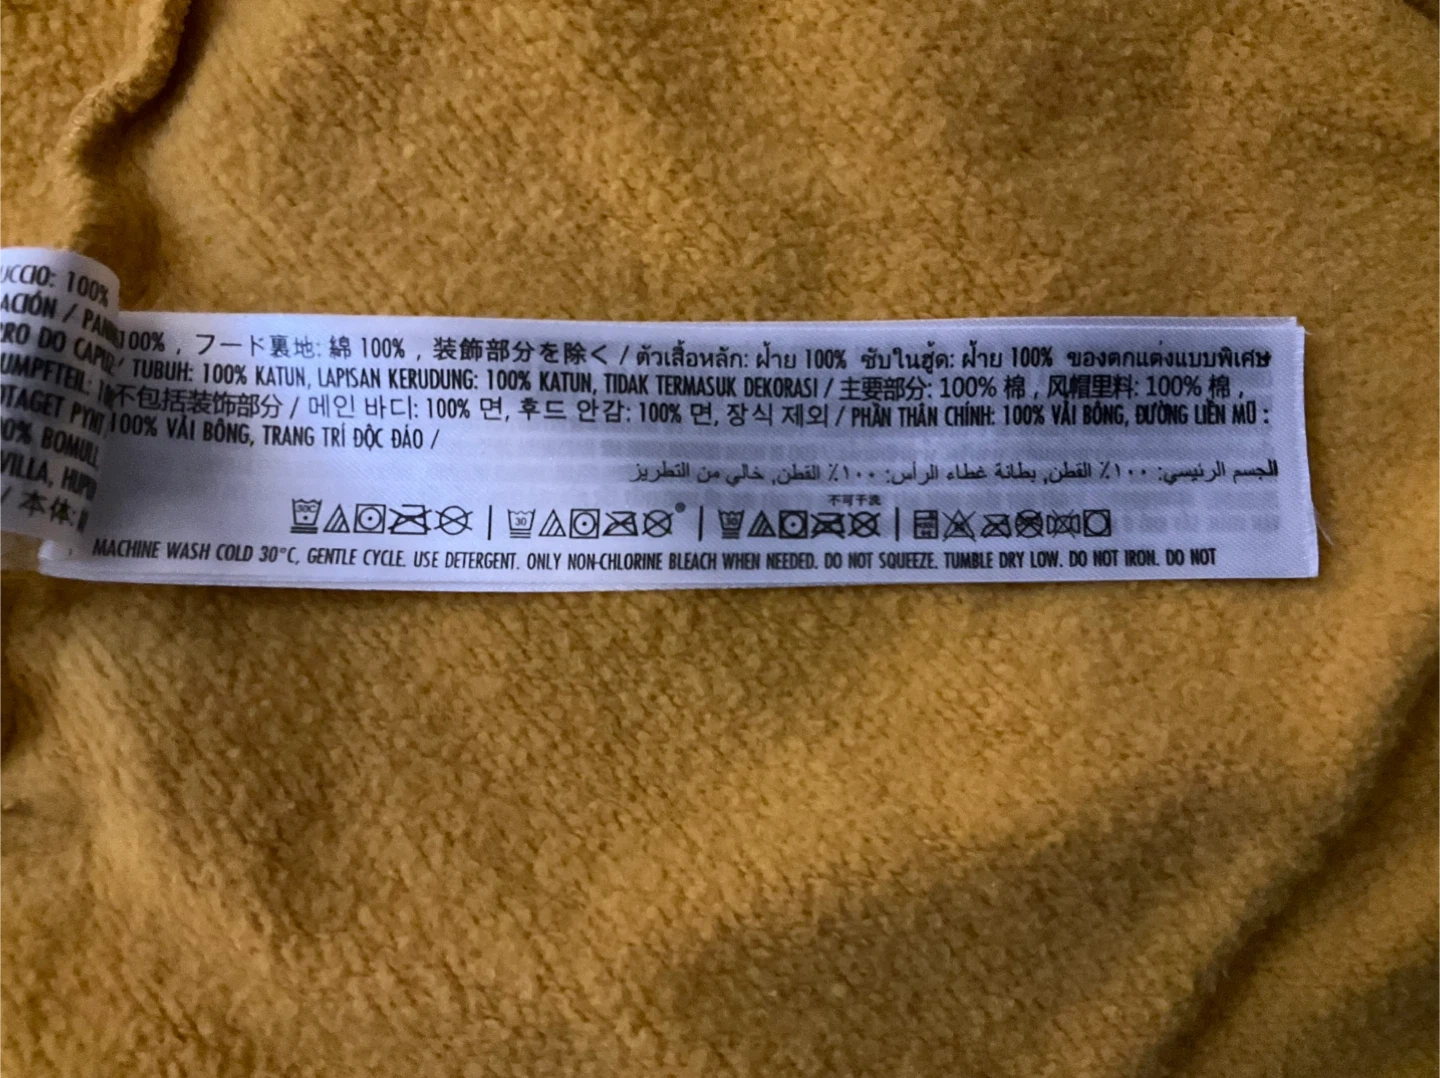 UCCIO: 100%
ACIÓN / PAN
RO DO CAPU
UMPFTEIL: 10
TAGET PYNT
0% BOMULL
VILLA, HUP
/ 本体:
100% , フード裏地: 綿 100% , 装飾部分を除く / ตัวเสื้อหลัก: ฝ้าย 100% ซับในฮู้ด: ฝ้าย 100% ของตกแต่งแบบพิเศษ
/ TUBUH: 100% KATUN, LAPISAN KERUDUNG: 100% KATUN, TIDAK TERMASUK DEKORASI / 主要部分: 100% 棉 , 风帽里料: 100% 棉 ,
不包括装饰部分 / 메인 바디: 100% 면, 후드 안감: 100% 면, 장식 제외 / PHẦN THÂN CHÍNH: 100% VẢI BÔNG, ĐƯỜNG LIỀN MŨ :
100% VẢI BÔNG, TRANG TRÍ ĐỘC ĐÁO /
الجسم الرئيسي: ١٠٠٪ القطن, بطانة غطاء الرأس: ١٠٠٪ القطن, خالي من التطريز
不可干洗
30C | 30 | 30 |
MACHINE WASH COLD 30°C, GENTLE CYCLE. USE DETERGENT. ONLY NON-CHLORINE BLEACH WHEN NEEDED. DO NOT SQUEEZE. TUMBLE DRY LOW. DO NOT IRON. DO NOT